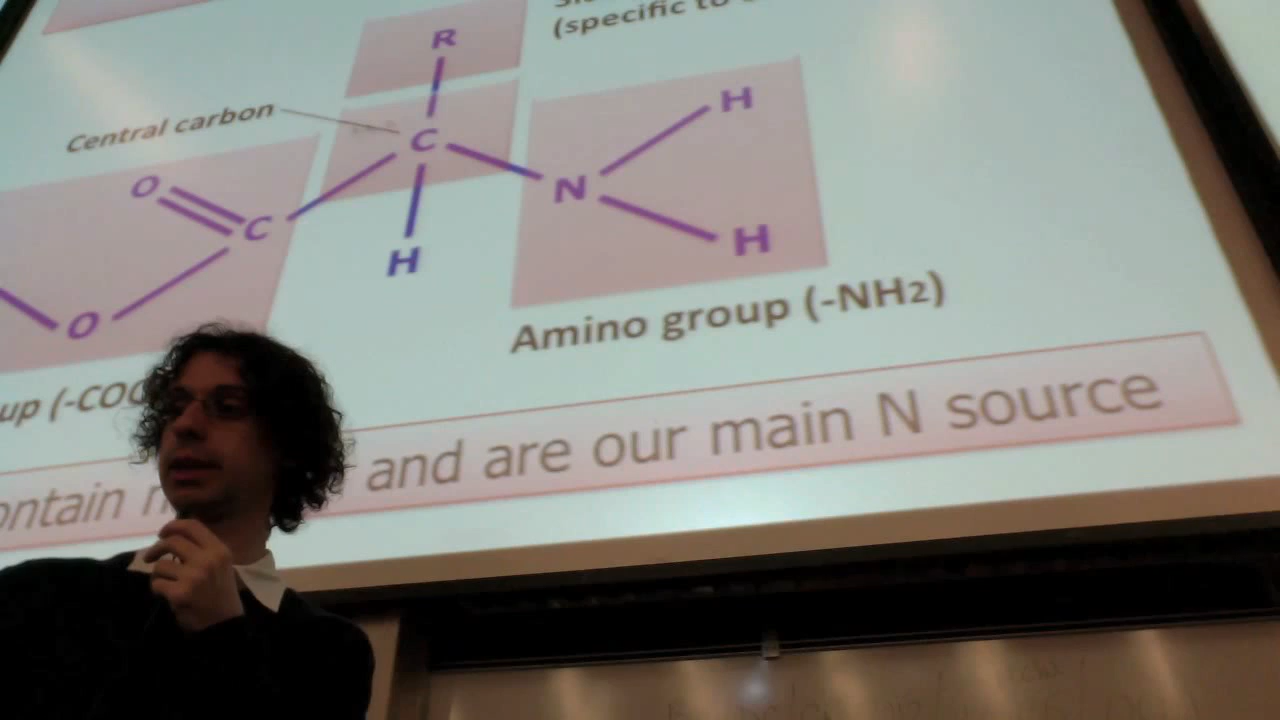 (specific to
R
Central carbon
C
H
O
C
N
H
H
O
Amino group (-NH2)
up (-COO
ontain and are our main N source